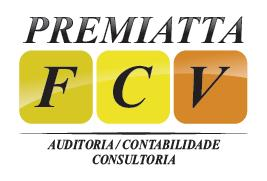 PREMIATTA
F C V
AUDITORIA/CONTABILIDADE
CONSULTORIA